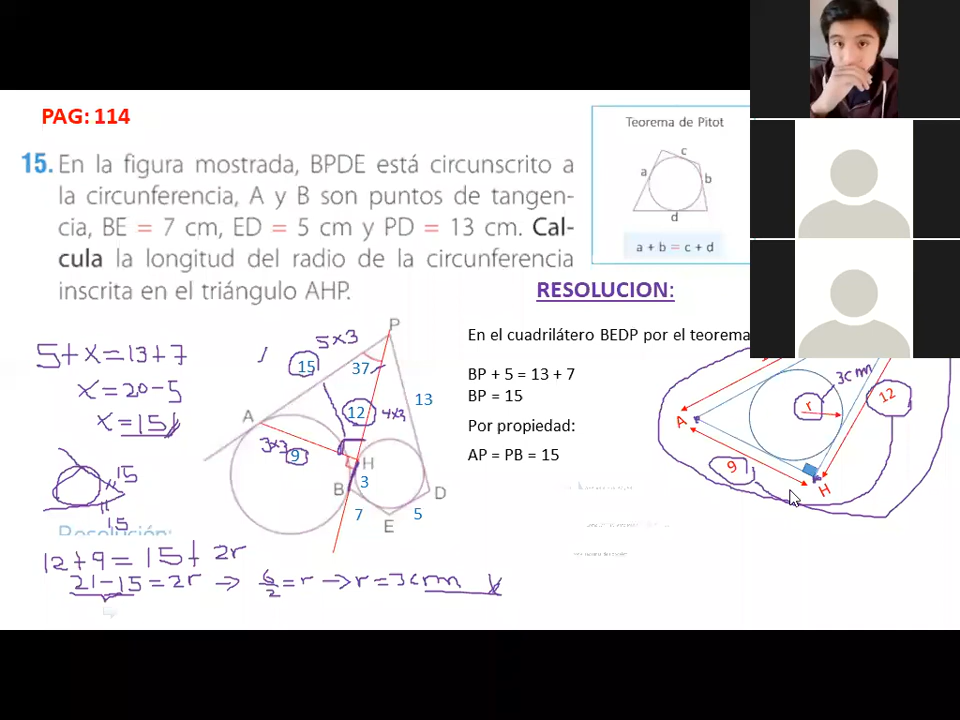 PAG: 114
15. En la figura mostrada, BPDE está circunscrito a
la circunferencia, A y B son puntos de tangen-
cia, BE = 7 cm, ED = 5 cm y PD = 13 cm. Cal-
cula la longitud del radio de la circunferencia
inscrita en el triángulo AHP.
Teorema de Pitot
c
a
b
d
a + b = c + d
RESOLUCION:
En el cuadrilátero BEDP por el teorema
BP + 5 = 13 + 7
BP = 15
Por propiedad:
AP = PB = 15
5+x=13+7
x=20-5
x=15
15
15
Resolución:
12+9=15+2r
21-15=2r → 6/2=r → r=3cm
P
5x3
15
37
13
A
12
4x3
3x3
9
H
3
B
D
7
5
E
3cm
r
12
A
9
H